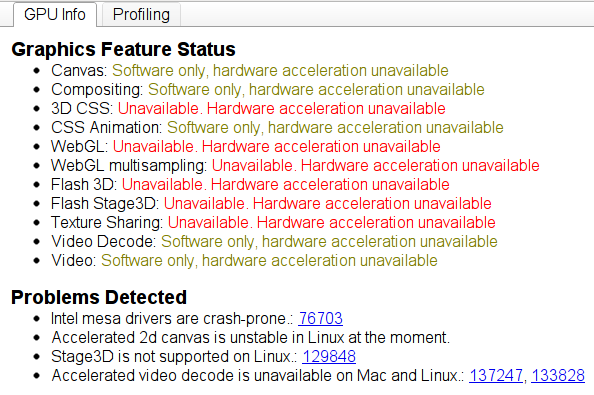 GPU Info
Profiling
Graphics Feature Status
Canvas: Software only, hardware acceleration unavailable
Compositing: Software only, hardware acceleration unavailable
3D CSS: Unavailable. Hardware acceleration unavailable
CSS Animation: Software only, hardware acceleration unavailable
WebGL: Unavailable. Hardware acceleration unavailable
WebGL multisampling: Unavailable. Hardware acceleration unavailable
Flash 3D: Unavailable. Hardware acceleration unavailable
Flash Stage3D: Unavailable. Hardware acceleration unavailable
Texture Sharing: Unavailable. Hardware acceleration unavailable
Video Decode: Software only, hardware acceleration unavailable
Video: Software only, hardware acceleration unavailable
Problems Detected
Intel mesa drivers are crash-prone.: 76703
Accelerated 2d canvas is unstable in Linux at the moment.
Stage3D is not supported on Linux.: 129848
Accelerated video decode is unavailable on Mac and Linux.: 137247, 133828